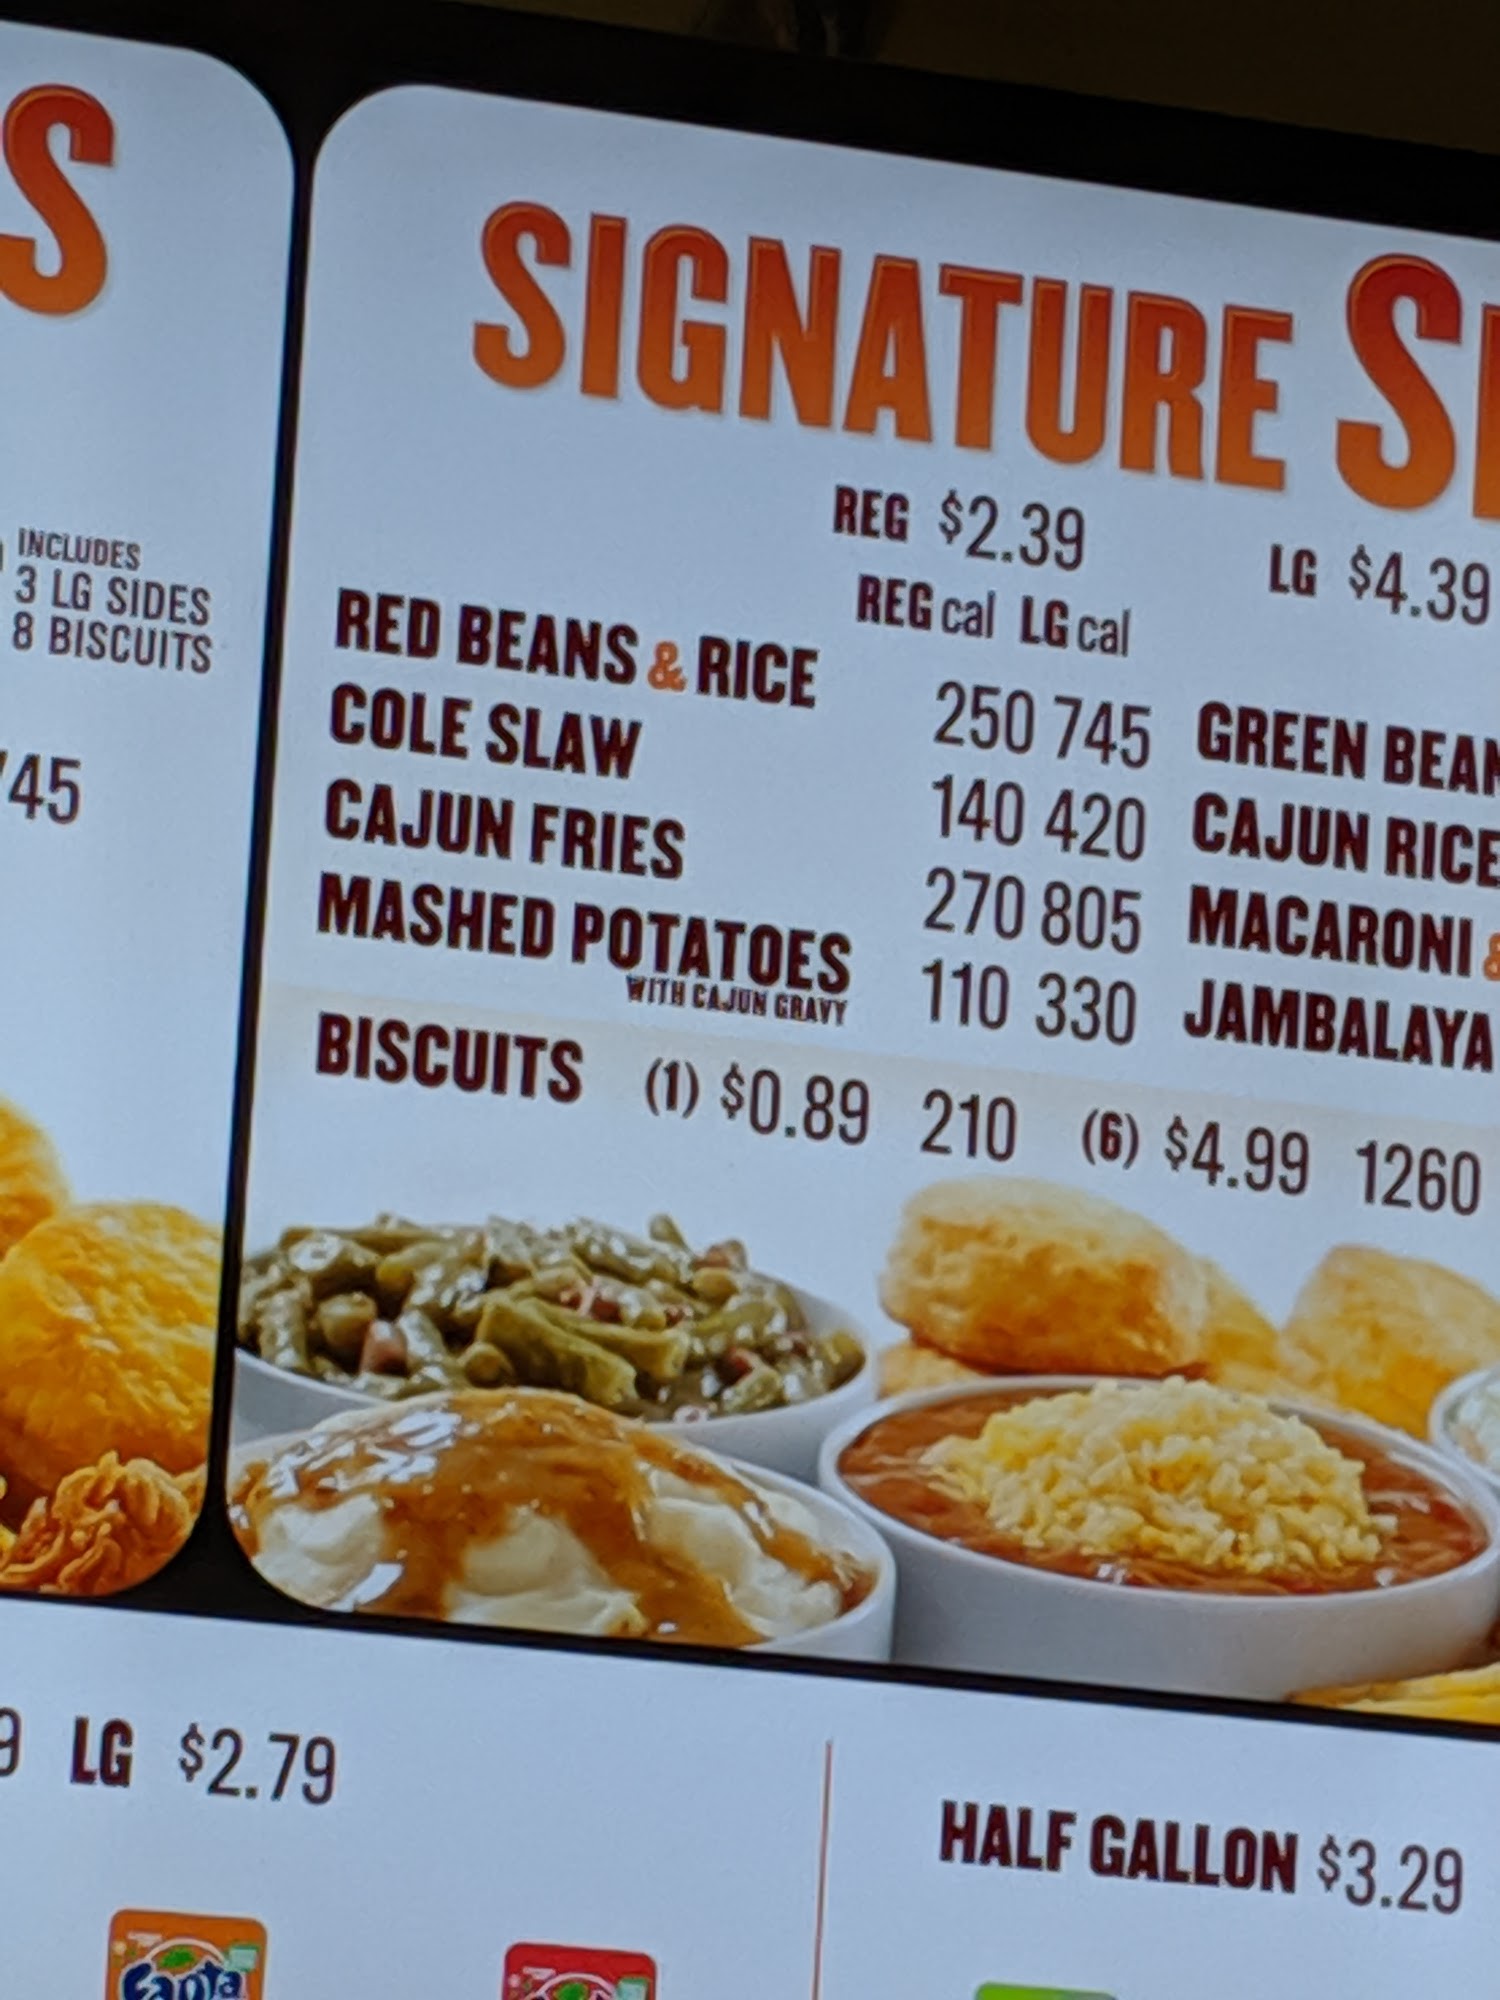 S
INCLUDES
3 LG SIDES
8 BISCUITS
45
SIGNATURE
REG $2.39 LG $4.39
REG cal LG cal
RED BEANS & RICE 250 745 GREEN
COLE SLAW 140 420 CAJUN RICE
CAJUN FRIES 270 805 MACARONI &
MASHED POTATOES 110 330 JAMBALAYA
WITH CAJUN GRAVY
BISCUITS (1) $0.89 210 (6) $4.99 1260
9 LG $2.79
HALF GALLON $3.29
Fanta